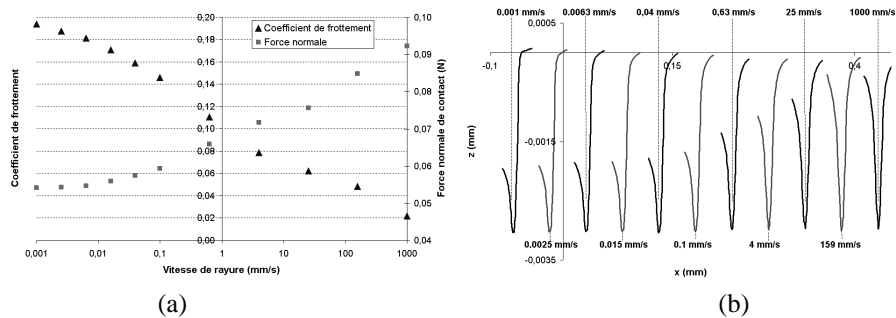 0,20
0,18
0,16
0,14
0,12
0,10
0,08
0,06
0,04
0,02
0,00
0,10
0,09
0,08
0,07
0,06
0,05
0,04
Coefficient de frottement
Force normale
Coefficient de frottement
Force normale de contact (N)
0,001 0,01 0,1 1 10 100 1000
Vitesse de rayure (mm/s)
(a)
0.001 mm/s 0.0063 mm/s 0,04 mm/s 0,63 mm/s 25 mm/s 1000 mm/s
0,0005
-0,1 0,15 0,4
-0,0015
z (mm)
0.0025 mm/s 0.015 mm/s 0.1 mm/s 4 mm/s 159 mm/s
-0,0035
x (mm)
(b)